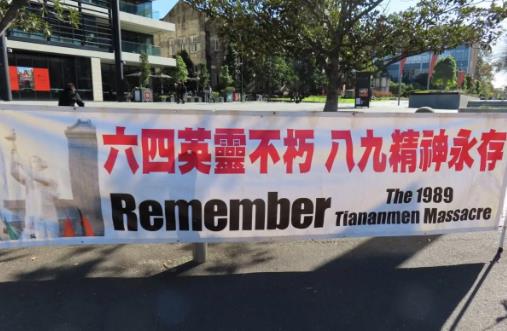 六四英靈不朽 八九精神永存
Remember
The 1989
Tiananmen Massacre